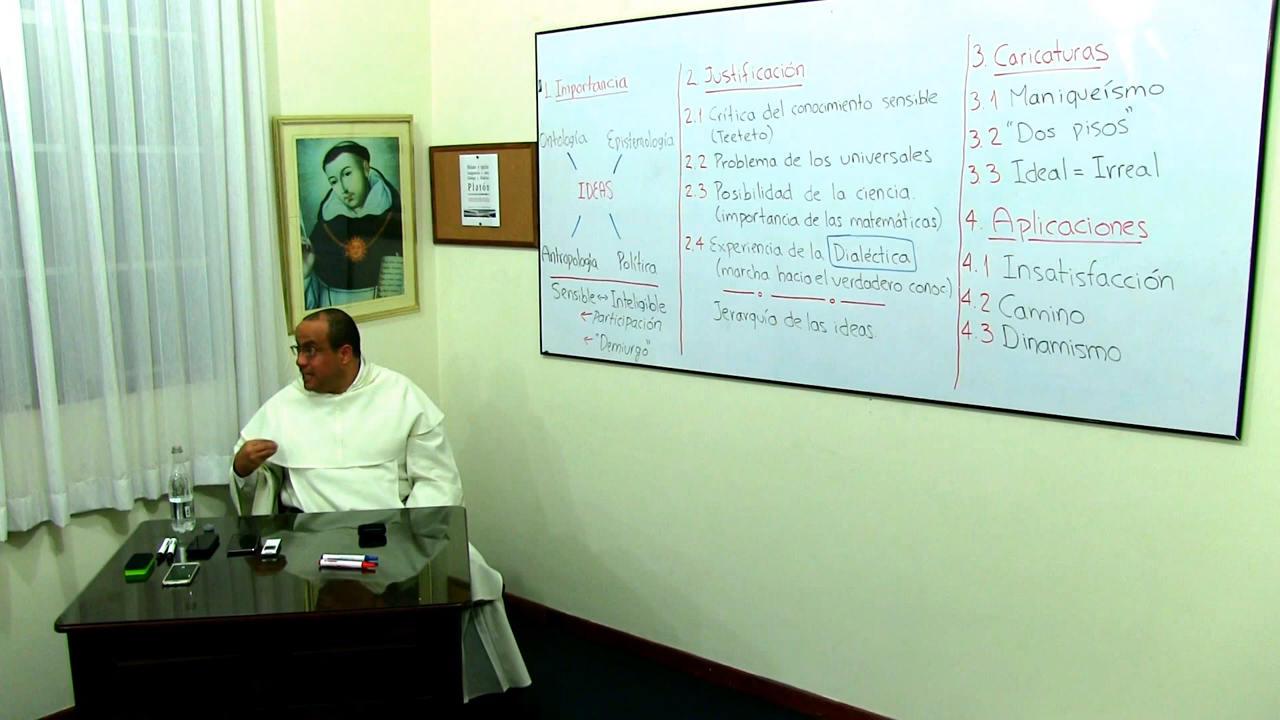 Platón
1. Importancia
Ontología Epistemología
IDEAS
Antropología Política
Sensible ↔ Inteligible
← Participación
← "Demiurgo"
2. Justificación
2.1 Crítica del conocimiento sensible
(Teeteto)
2.2 Problema de los universales
2.3 Posibilidad de la ciencia.
(importancia de las matemáticas)
2.4 Experiencia de la Dialéctica
(marcha hacia el verdadero conoc)
Jerarquía de las ideas.
3. Caricaturas
3.1 Maniqueísmo
3.2 "Dos pisos"
3.3 Ideal = Irreal
4. Aplicaciones
4.1 Insatisfacción
4.2 Camino
4.3 Dinamismo